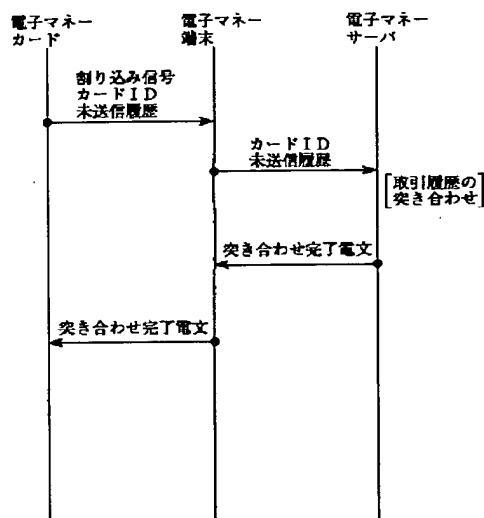 電子マネー
カード
電子マネー
端末
電子マネー
サーバ
割り込み信号
カードＩＤ
未送信履歴
カードＩＤ
未送信履歴
取引履歴の
突き合わせ
突き合わせ完了電文
突き合わせ完了電文